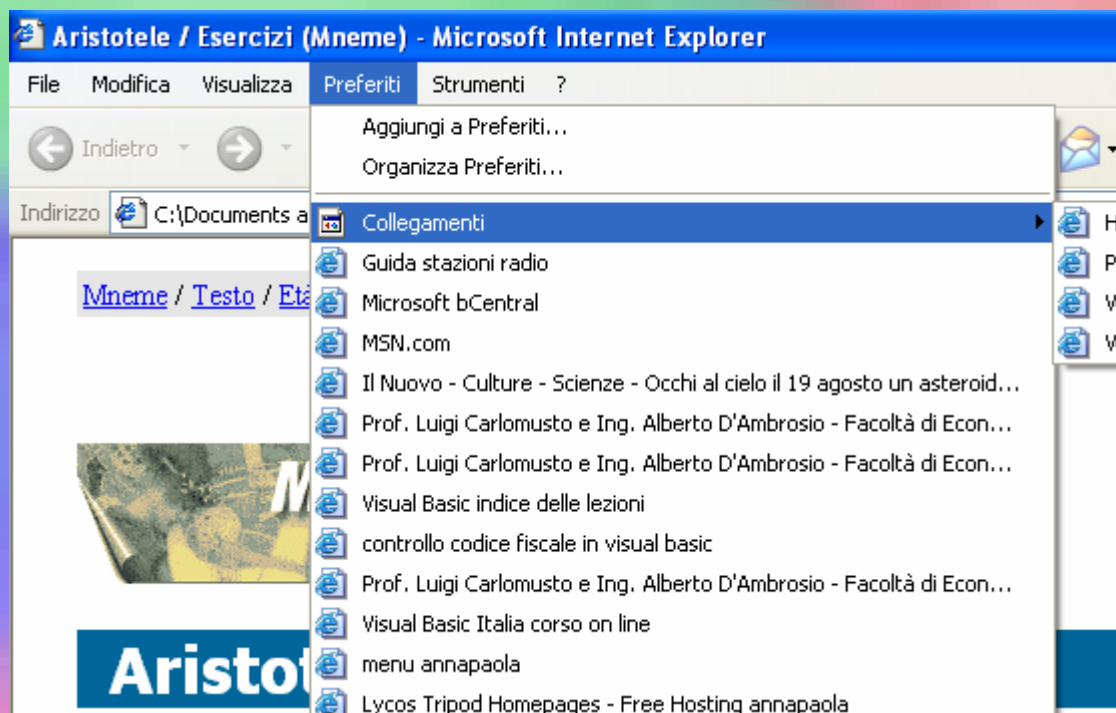 Aristotele / Esercizi (Mneme) - Microsoft Internet Explorer
File Modifica Visualizza Preferiti Strumenti ?
Indietro
Aggiungi a Preferiti...
Organizza Preferiti...
Indirizzo C:\Documents a
Collegamenti
Guida stazioni radio
Mneme / Testo / Età
Microsoft bCentral
MSN.com
Il Nuovo - Culture - Scienze - Occhi al cielo il 19 agosto un asteroid...
Prof. Luigi Carlomusto e Ing. Alberto D'Ambrosio - Facoltà di Econ...
Prof. Luigi Carlomusto e Ing. Alberto D'Ambrosio - Facoltà di Econ...
M
Visual Basic indice delle lezioni
controllo codice fiscale in visual basic
Prof. Luigi Carlomusto e Ing. Alberto D'Ambrosio - Facoltà di Econ...
Visual Basic Italia corso on line
menu annapaola
Aristot
Lycos Tripod Homepages - Free Hosting annapaola